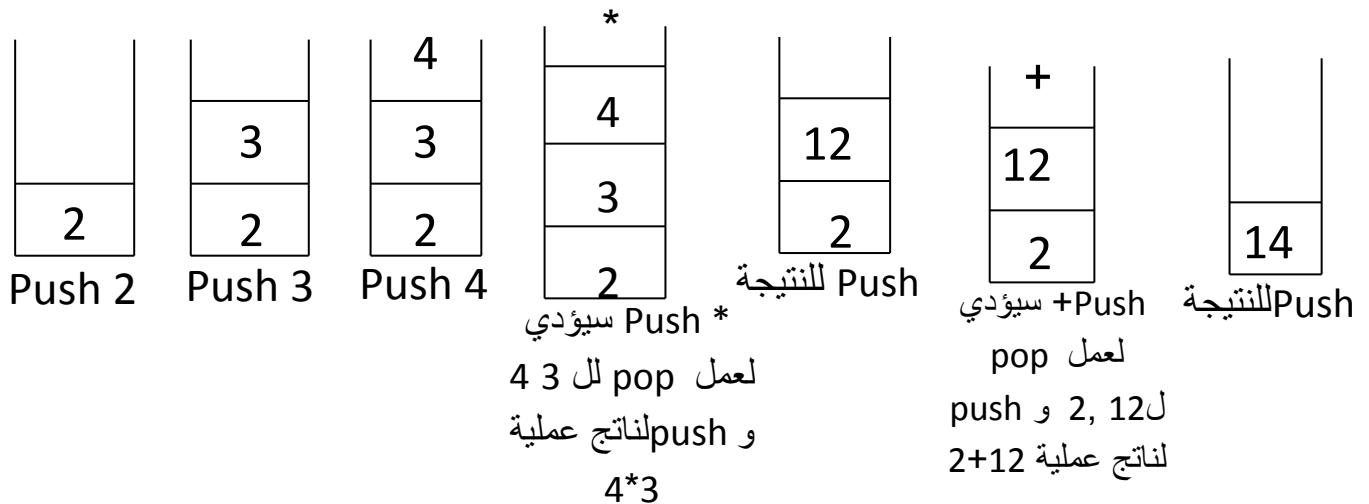 2
Push 2
3
2
Push 3
4
3
2
Push 4
*
4
3
2
Push * سيؤدي
لعمل pop لل 3 4
و push لناتج عملية
4*3
12
2
Push للنتيجة
+
12
2
Push+ سيؤدي
لعمل pop
ل12 ,2 و push
لناتج عملية 12+2
14
Pushللنتيجة